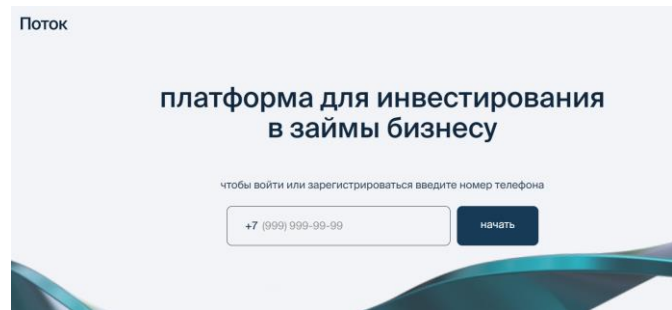 Поток
платформа для инвестирования
в займы бизнесу
чтобы войти или зарегистрироваться введите номер телефона
+7 (999) 999-99-99
начать